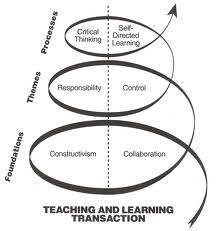 Processes
Critical
Thinking
Self-
Directed
Learning
Themes
Responsibility
Control
Foundations
Constructivism
Collaboration
TEACHING AND LEARNING
TRANSACTION